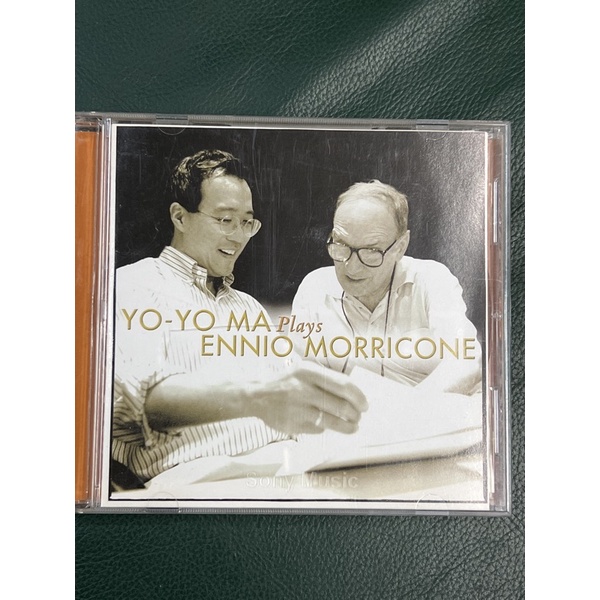 YO-YO MA Plays
ENNIO MORRICONE
Sony Music